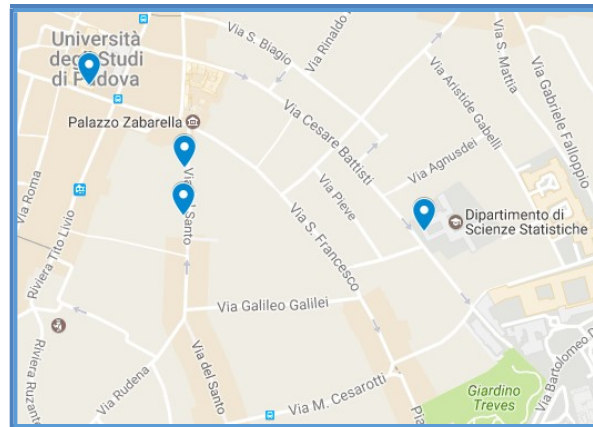 Università
degli Studi
di Padova
Via S. Biagio
Via Rinaldo
Via S. Mattia
Via Aristide Gabelli
Via Gabriele Falloppio
Palazzo Zabarella
Via Cesare Battisti
Via Agnusdei
Via Roma
Via del Santo
Via Pieve
Dipartimento di
Scienze Statistiche
Riviera Tito Livio
Via S. Francesco
Via Galileo Galilei
Riviera Ruzante
Via del Santo
Via Rudena
Via M. Cesarotti
Giardino
Treves
Via Bartolomeo